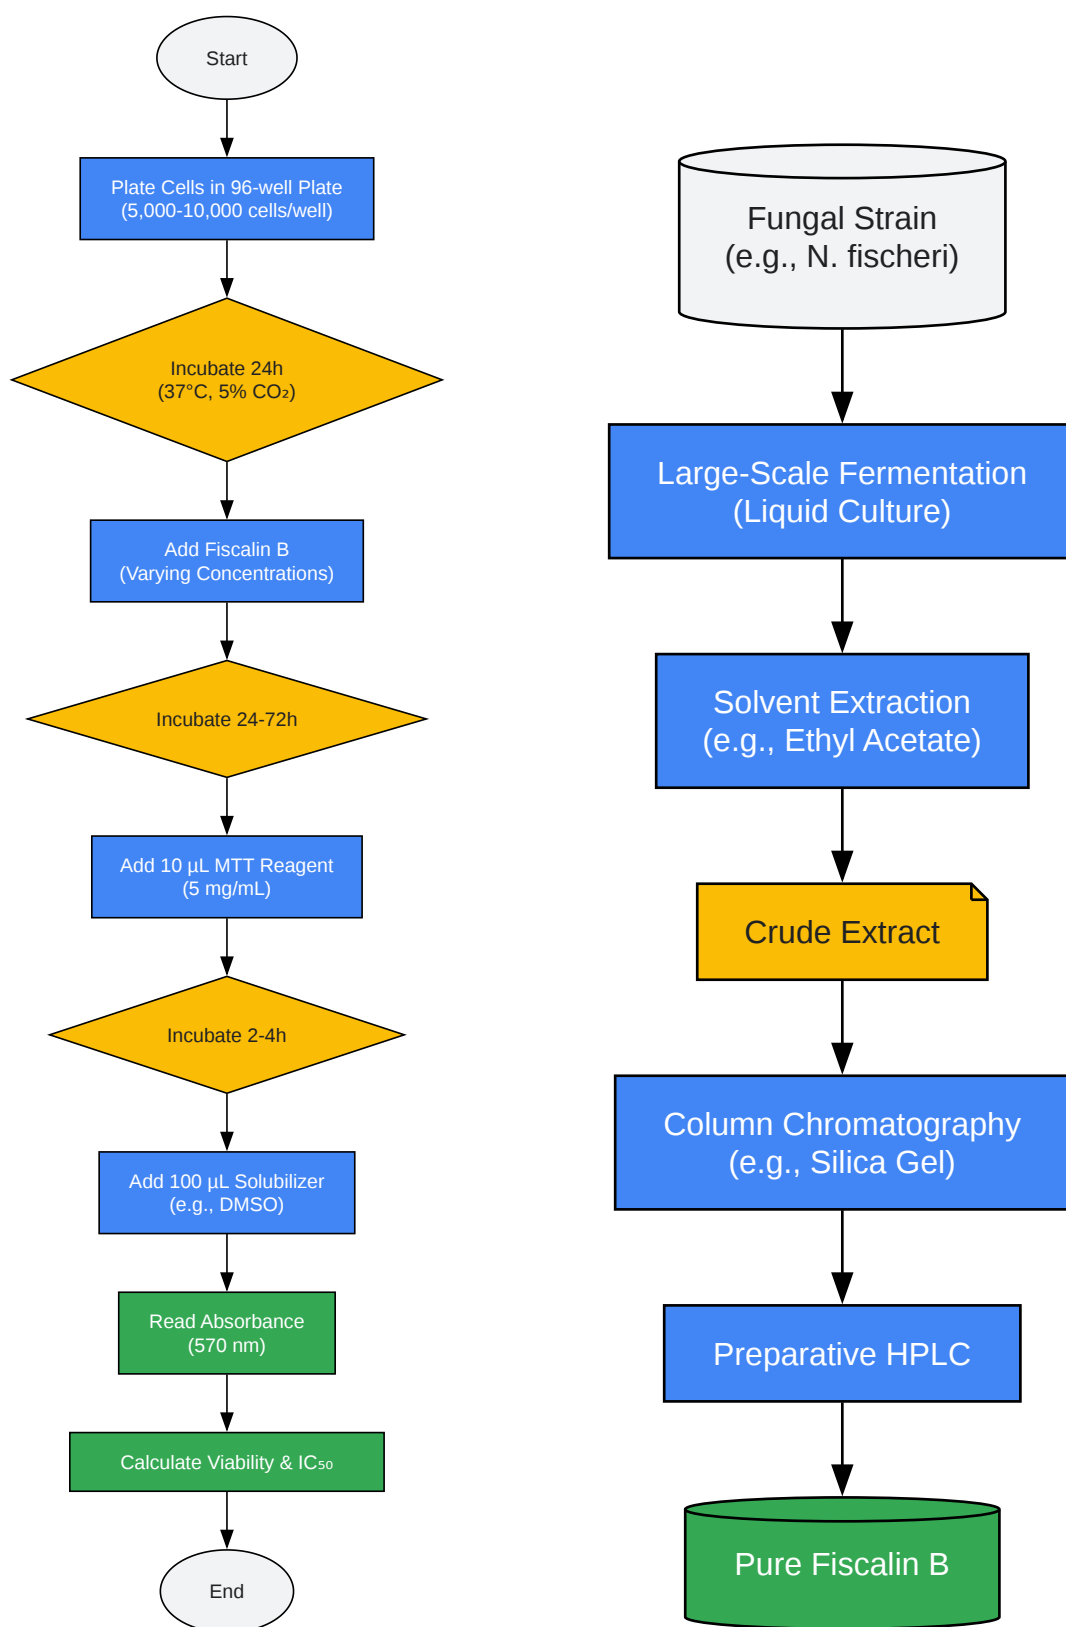 Start
Plate Cells in 96-well Plate
(5,000-10,000 cells/well)
Incubate 24h
(37°C, 5% CO₂)
Add Fiscalin B
(Varying Concentrations)
Incubate 24-72h
Add 10 µL MTT Reagent
(5 mg/mL)
Incubate 2-4h
Add 100 µL Solubilizer
(e.g., DMSO)
Read Absorbance
(570 nm)
Calculate Viability & IC₅₀
End
Fungal Strain
(e.g., N. fischeri)
Large-Scale Fermentation
(Liquid Culture)
Solvent Extraction
(e.g., Ethyl Acetate)
Crude Extract
Column Chromatography
(e.g., Silica Gel)
Preparative HPLC
Pure Fiscalin B